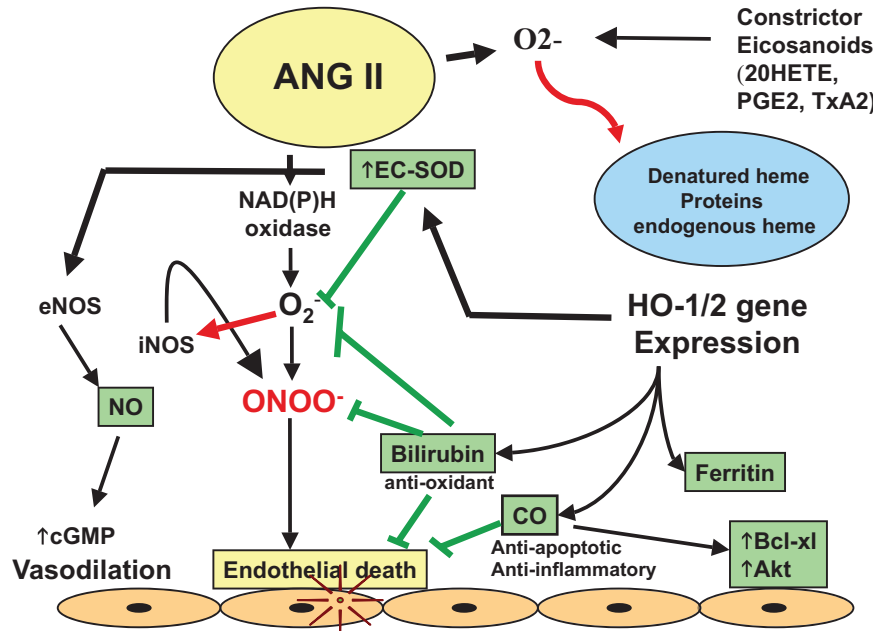 Constrictor
Eicosanoids
(20HETE,
PGE2, TxA2)
O2-
ANG II
↑EC-SOD
Denatured heme
Proteins
endogenous heme
NAD(P)H
oxidase
eNOS
O₂⁻
iNOS
HO-1/2 gene
Expression
ONOO⁻
NO
Bilirubin
anti-oxidant
Ferritin
CO
Anti-apoptotic
Anti-inflammatory
↑Bcl-xl
↑Akt
↑cGMP
Vasodilation
Endothelial death